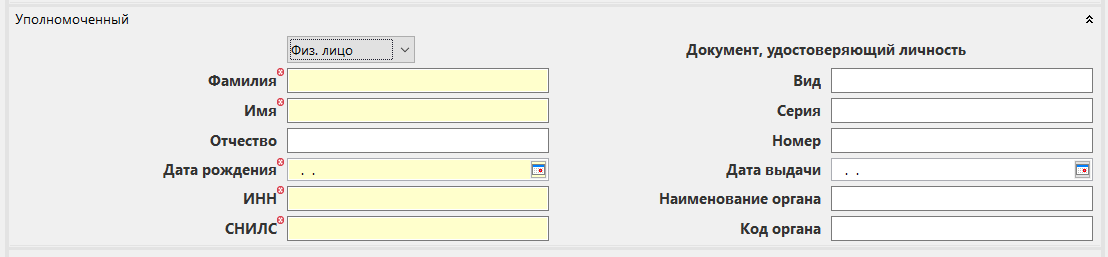 Уполномоченный
Физ. лицо
Документ, удостоверяющий личность
Фамилия
Вид
Имя
Серия
Отчество
Номер
Дата рождения
. .
Дата выдачи
. .
ИНН
Наименование органа
СНИЛС
Код органа